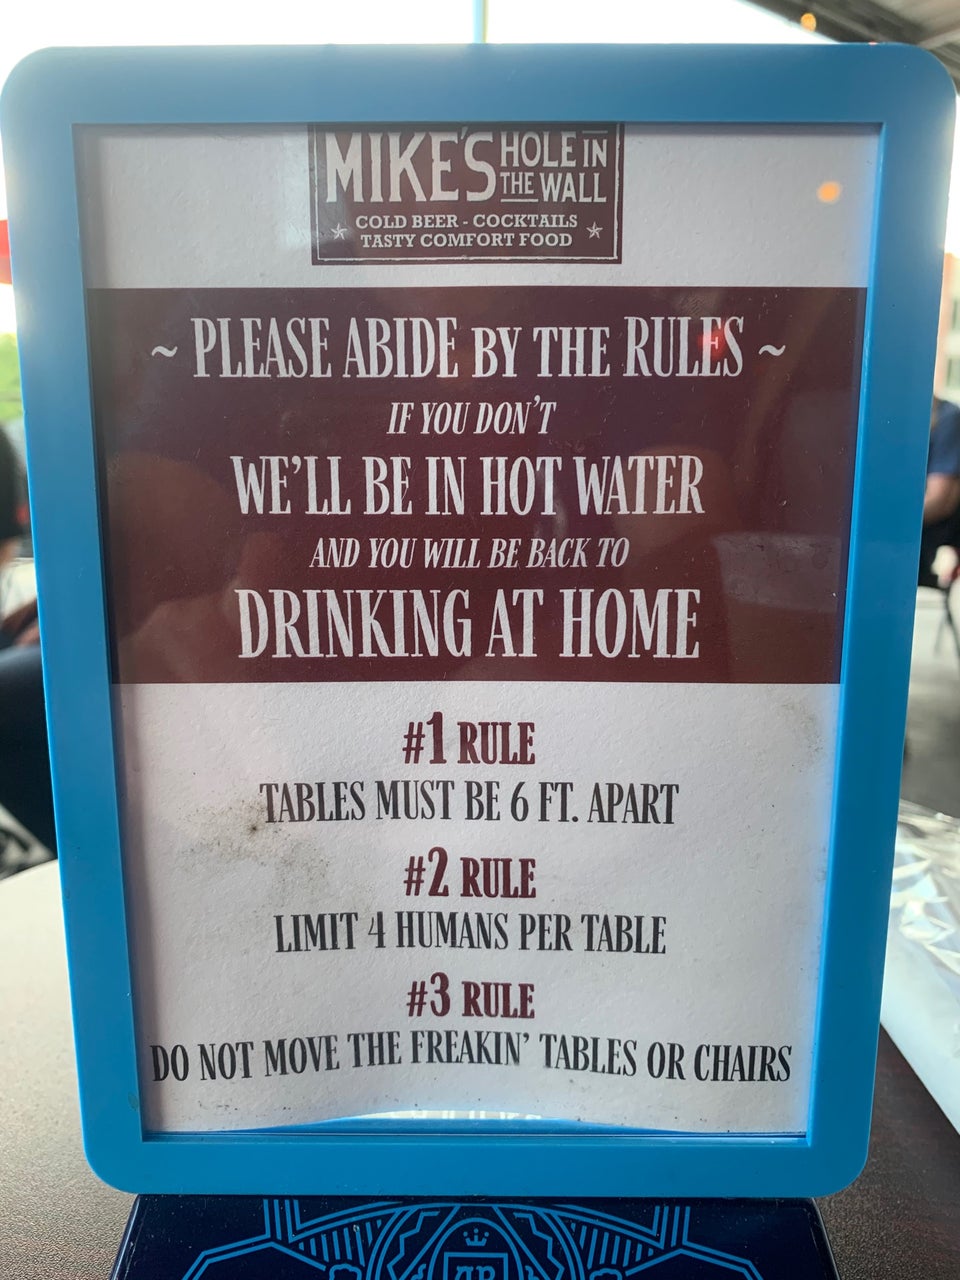 MIKE'S HOLE IN
THE WALL
COLD BEER - COCKTAILS
TASTY COMFORT FOOD
~ PLEASE ABIDE BY THE RULES ~
IF YOU DON'T
WE'LL BE IN HOT WATER
AND YOU WILL BE BACK TO
DRINKING AT HOME
#1 RULE
TABLES MUST BE 6 FT. APART
#2 RULE
LIMIT 4 HUMANS PER TABLE
#3 RULE
DO NOT MOVE THE FREAKIN' TABLES OR CHAIRS